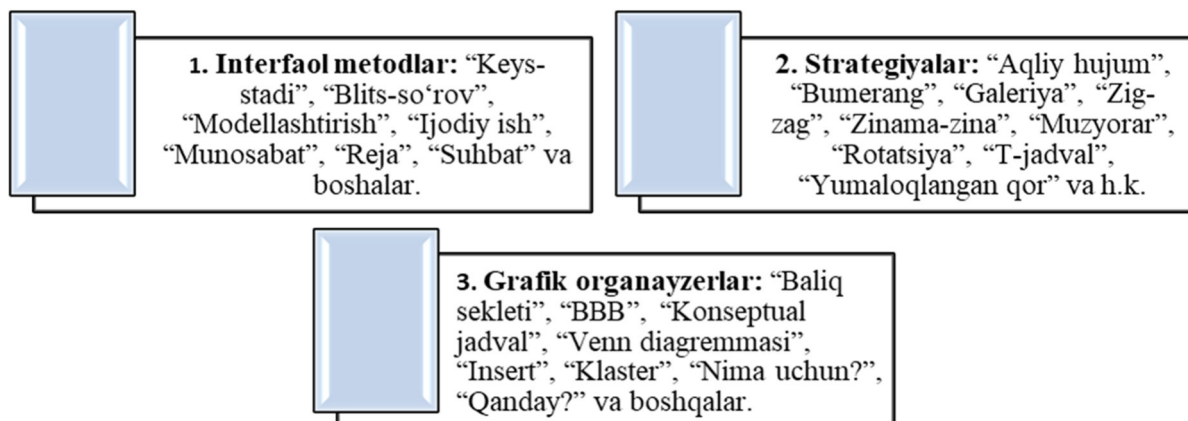 1. Interfaol metodlar: “Keys-
stadi”, “Blits-so‘rov”,
“Modellashtirish”, “Ijodiy ish”,
“Munosabat”, “Reja”, “Suhbat” va
boshalar.
2. Strategiyalar: “Aqliy hujum”,
“Bumerang”, “Galeriya”, “Zig-
zag”, “Zinama-zina”, “Muzyorar”,
“Rotatsiya”, “T-jadval”,
“Yumaloqlangan qor” va h.k.
3. Grafik organayzerlar: “Baliq
sekleti”, “BBB”, “Konseptual
jadval”, “Venn diagremmasi”,
“Insert”, “Klaster”, “Nima uchun?”,
“Qanday?” va boshqalar.